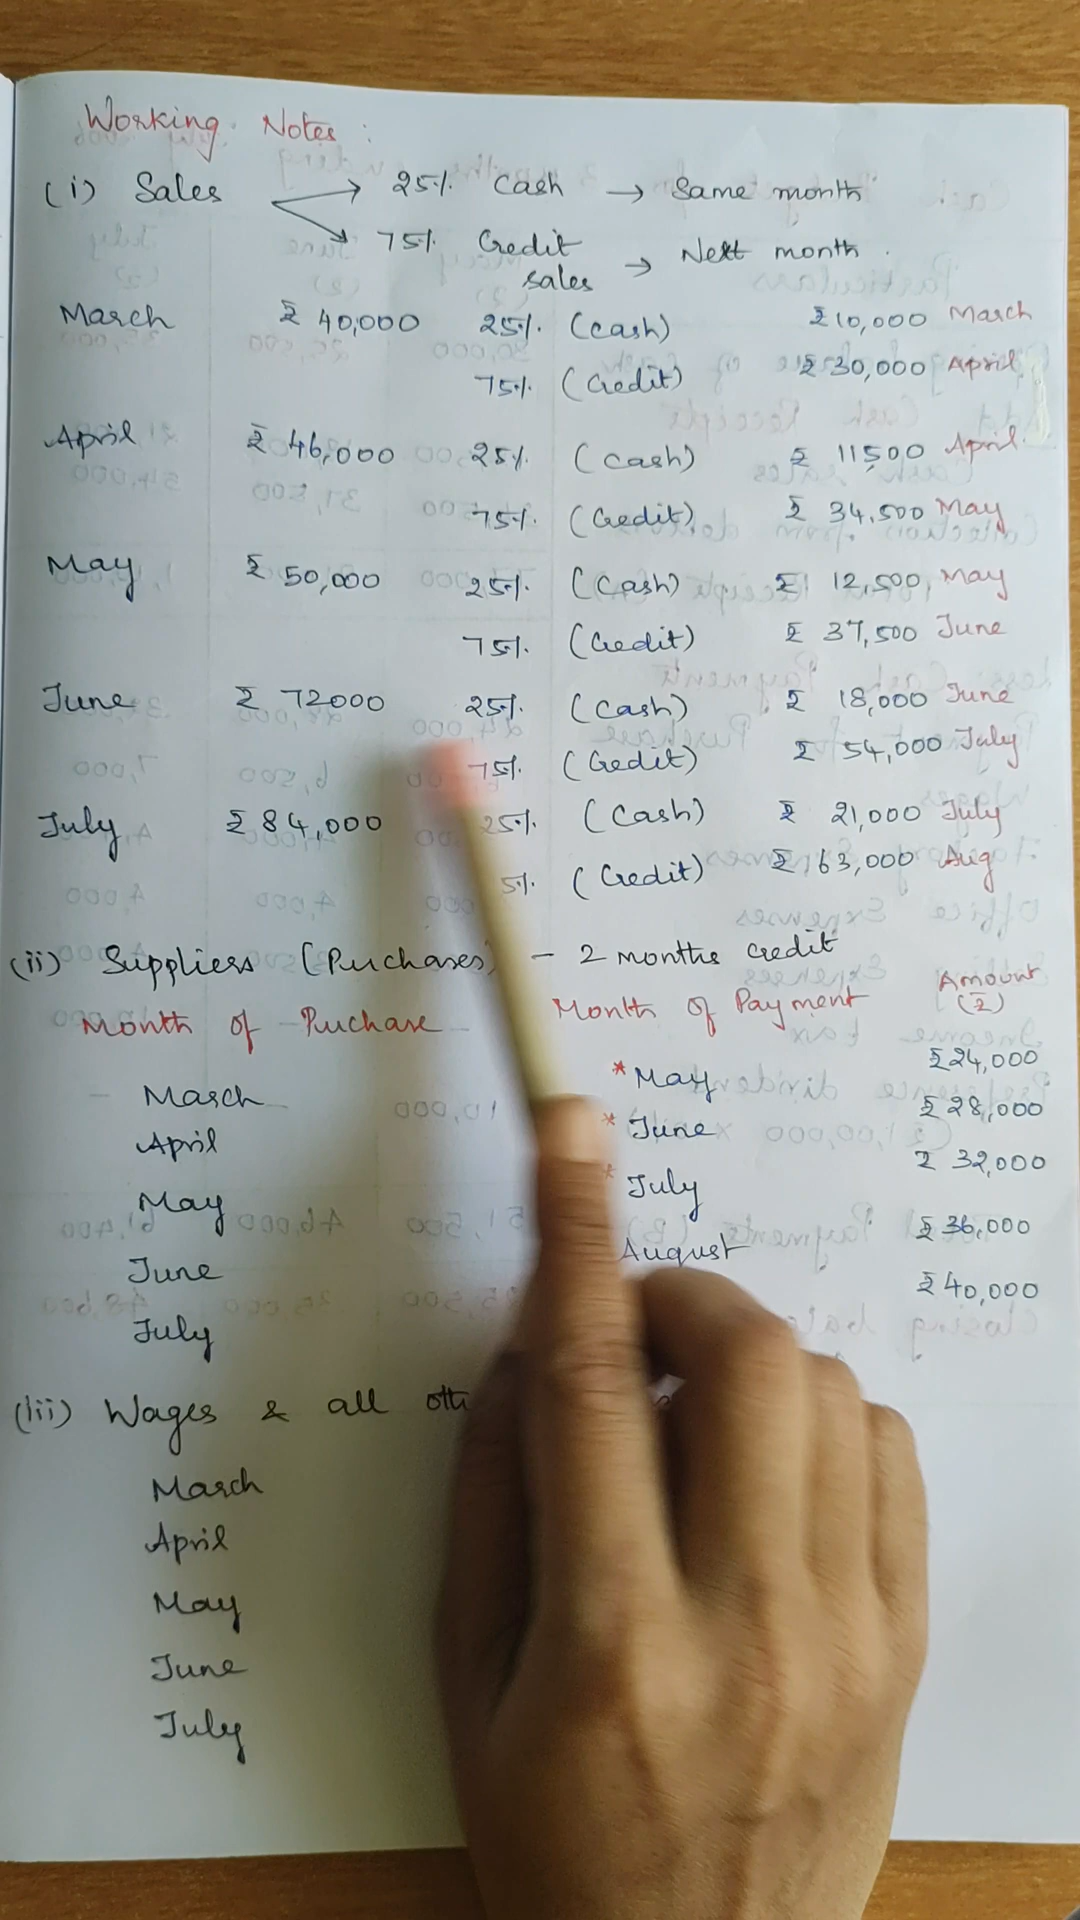 Working Notes :
(i) Sales → 25% Cash → Same month
→ 75% Credit sales → Next month.
March ₹ 40,000 25% (Cash) ₹10,000 March
75% (Credit) ₹ 30,000 April
April ₹ 46,000 25% (Cash) ₹ 11,500 April
75% (Credit) ₹ 34,500 May
May ₹ 50,000 25% (Cash) ₹ 12,500 May
75% (Credit) ₹ 37,500 June
June ₹ 72000 25% (Cash) ₹ 18,000 June
75% (Credit) ₹ 54,000 July
July ₹ 84,000 25% (Cash) ₹ 21,000 July
5% (Credit) ₹ 63,000 Aug
(ii) Suppliers (Purchases) - 2 months credit
Month of Purchase Month of Payment Amount (₹)
March * May ₹ 24,000
April * June ₹ 28,000
May * July ₹ 32,000
June August ₹ 36,000
July ₹ 40,000
(iii) Wages & all
March
April
May
June
July